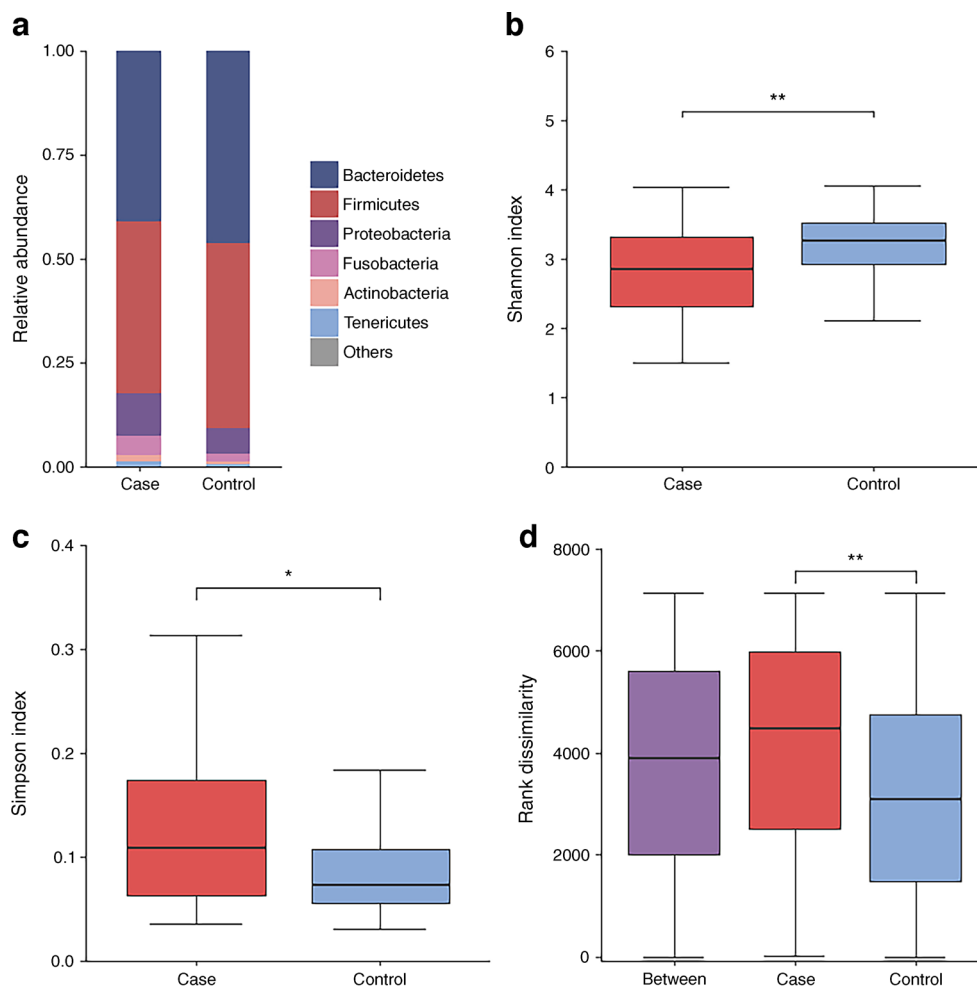 a
1.00
0.75
0.50
0.25
0.00
Relative abundance
Case
Control
Bacteroidetes
Firmicutes
Proteobacteria
Fusobacteria
Actinobacteria
Tenericutes
Others
b
6
5
4
3
2
1
0
Shannon index
**
Case
Control
c
0.4
0.3
0.2
0.1
0.0
Simpson index
*
Case
Control
d
8000
6000
4000
2000
0
Rank dissimilarity
**
Between
Case
Control